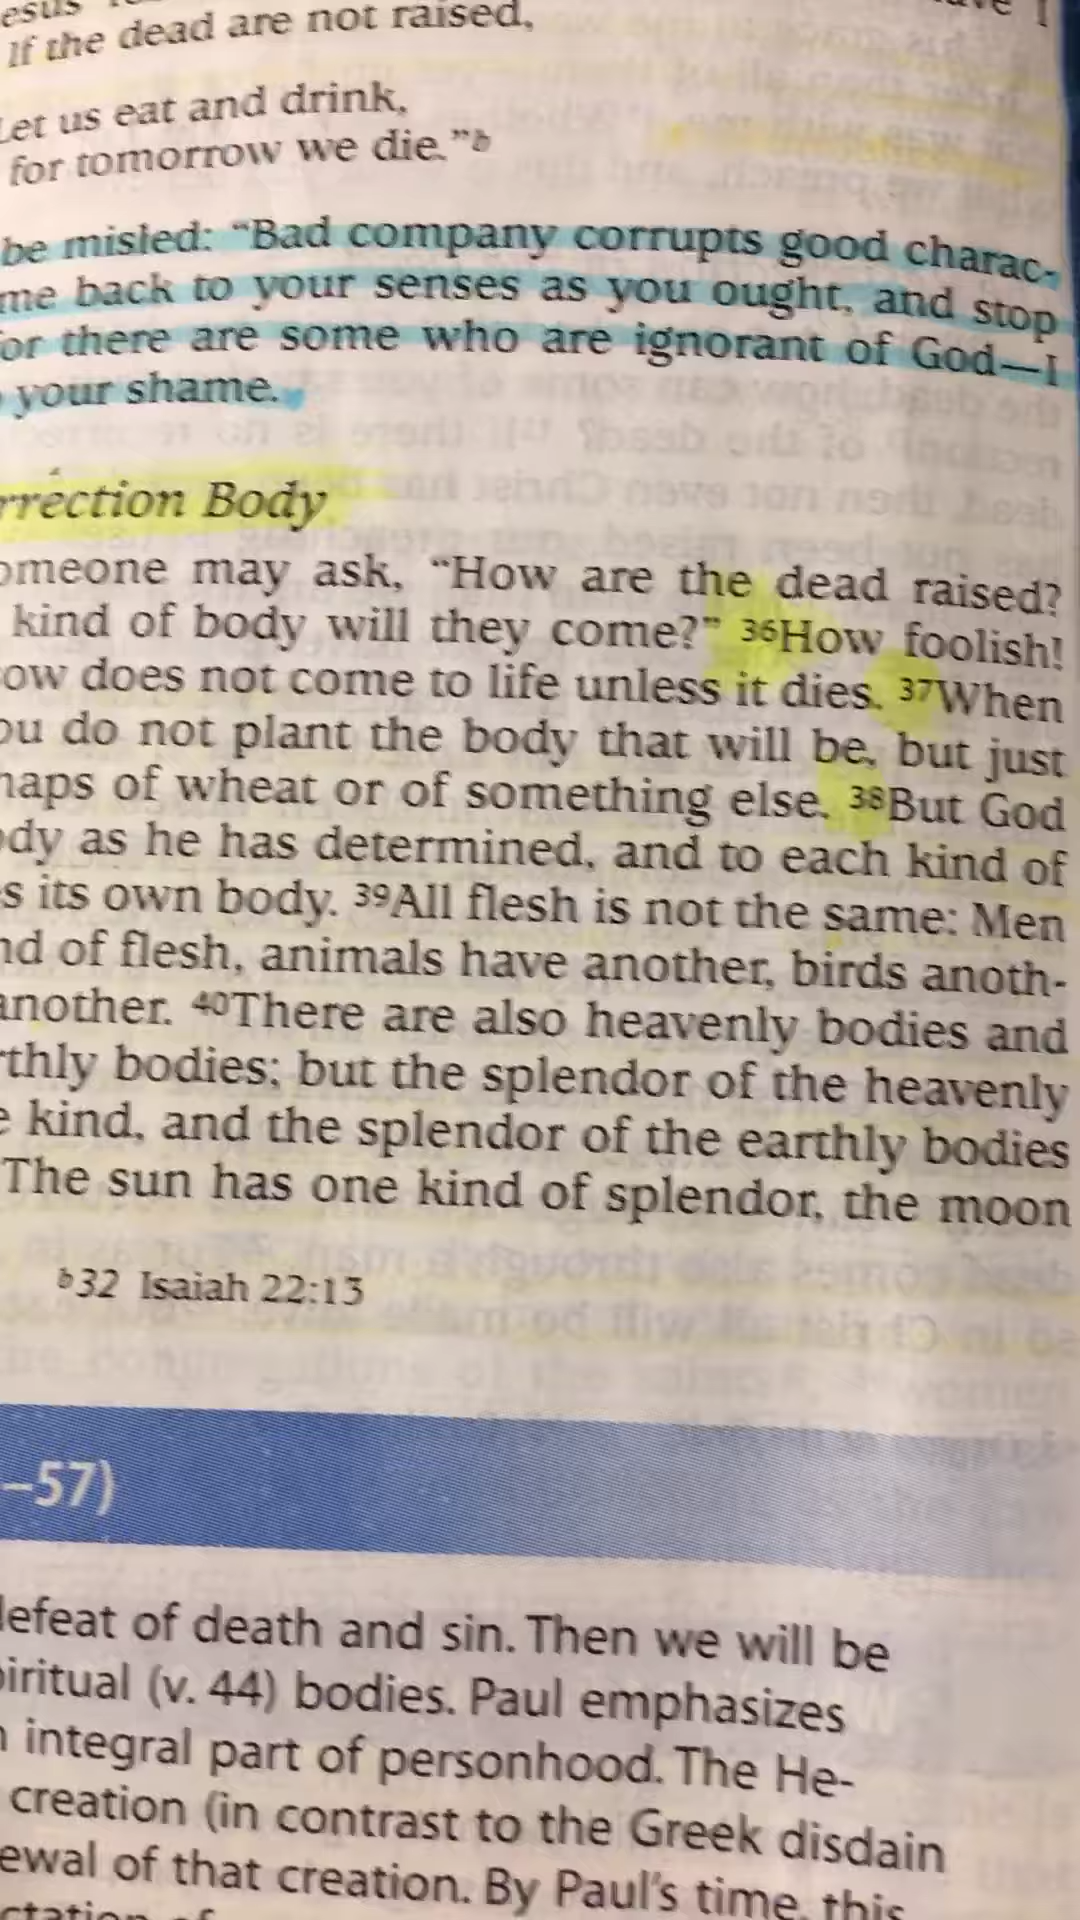 If the dead are not raised,
Let us eat and drink,
for tomorrow we die."b
be misled: "Bad company corrupts good charac-
me back to your senses as you ought, and stop
or there are some who are ignorant of God—I
your shame.
rrection Body
omeone may ask, "How are the dead raised?
kind of body will they come?" 36How foolish!
ow does not come to life unless it dies. 37When
ou do not plant the body that will be, but just
haps of wheat or of something else. 38But God
ody as he has determined, and to each kind of
s its own body. 39All flesh is not the same: Men
nd of flesh, animals have another, birds anoth-
another. 40There are also heavenly bodies and
rthly bodies; but the splendor of the heavenly
e kind, and the splendor of the earthly bodies
The sun has one kind of splendor, the moon
b32 Isaiah 22:13
–57)
defeat of death and sin. Then we will be
piritual (v. 44) bodies. Paul emphasizes
n integral part of personhood. The He-
creation (in contrast to the Greek disdain
ewal of that creation. By Paul's time, this